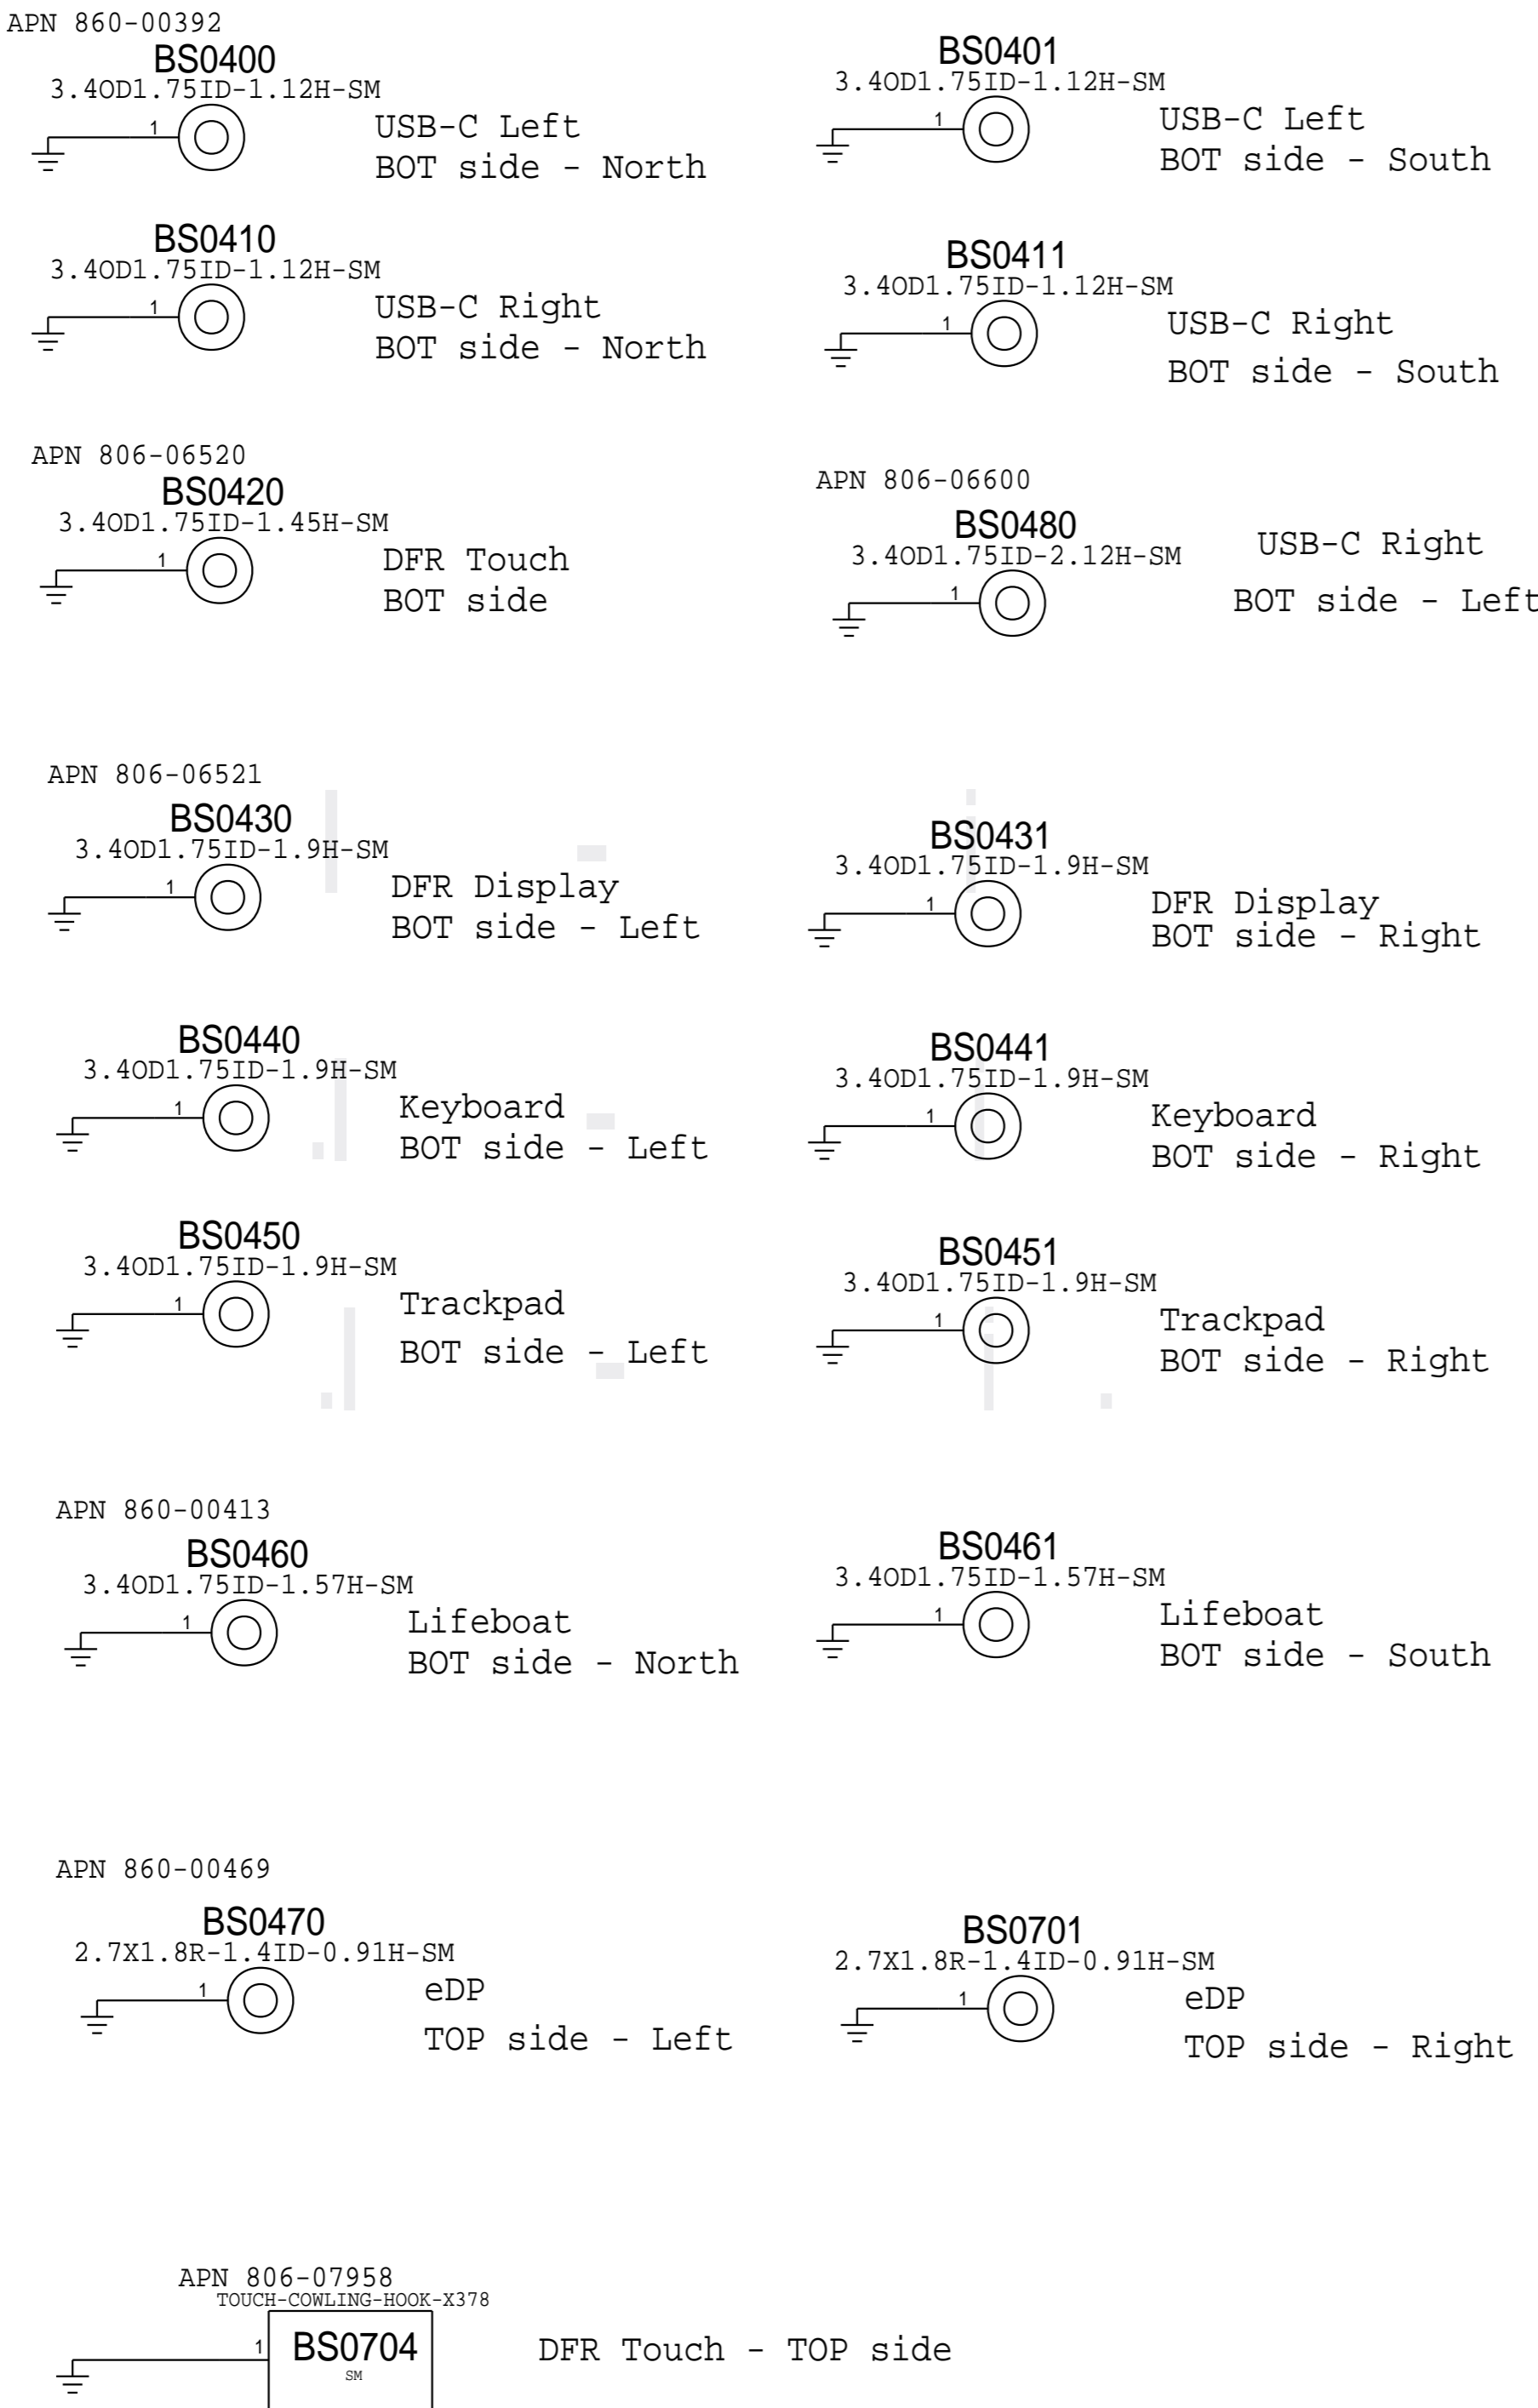 APN 860-00392
BS0400
3.4OD1.75ID-1.12H-SM
1
USB-C Left
BOT side - North
BS0401
3.4OD1.75ID-1.12H-SM
1
USB-C Left
BOT side - South
BS0410
3.4OD1.75ID-1.12H-SM
1
USB-C Right
BOT side - North
BS0411
3.4OD1.75ID-1.12H-SM
1
USB-C Right
BOT side - South
APN 806-06520
BS0420
3.4OD1.75ID-1.45H-SM
1
DFR Touch
BOT side
APN 806-06600
BS0480
3.4OD1.75ID-2.12H-SM
1
USB-C Right
BOT side - Left
APN 806-06521
BS0430
3.4OD1.75ID-1.9H-SM
1
DFR Display
BOT side - Left
BS0431
3.4OD1.75ID-1.9H-SM
1
DFR Display
BOT side - Right
BS0440
3.4OD1.75ID-1.9H-SM
1
Keyboard
BOT side - Left
BS0441
3.4OD1.75ID-1.9H-SM
1
Keyboard
BOT side - Right
BS0450
3.4OD1.75ID-1.9H-SM
1
Trackpad
BOT side - Left
BS0451
3.4OD1.75ID-1.9H-SM
1
Trackpad
BOT side - Right
APN 860-00413
BS0460
3.4OD1.75ID-1.57H-SM
1
Lifeboat
BOT side - North
BS0461
3.4OD1.75ID-1.57H-SM
1
Lifeboat
BOT side - South
APN 860-00469
BS0470
2.7X1.8R-1.4ID-0.91H-SM
1
eDP
TOP side - Left
BS0701
2.7X1.8R-1.4ID-0.91H-SM
1
eDP
TOP side - Right
APN 806-07958
TOUCH-COWLING-HOOK-X378
1
BS0704
SM
DFR Touch - TOP side